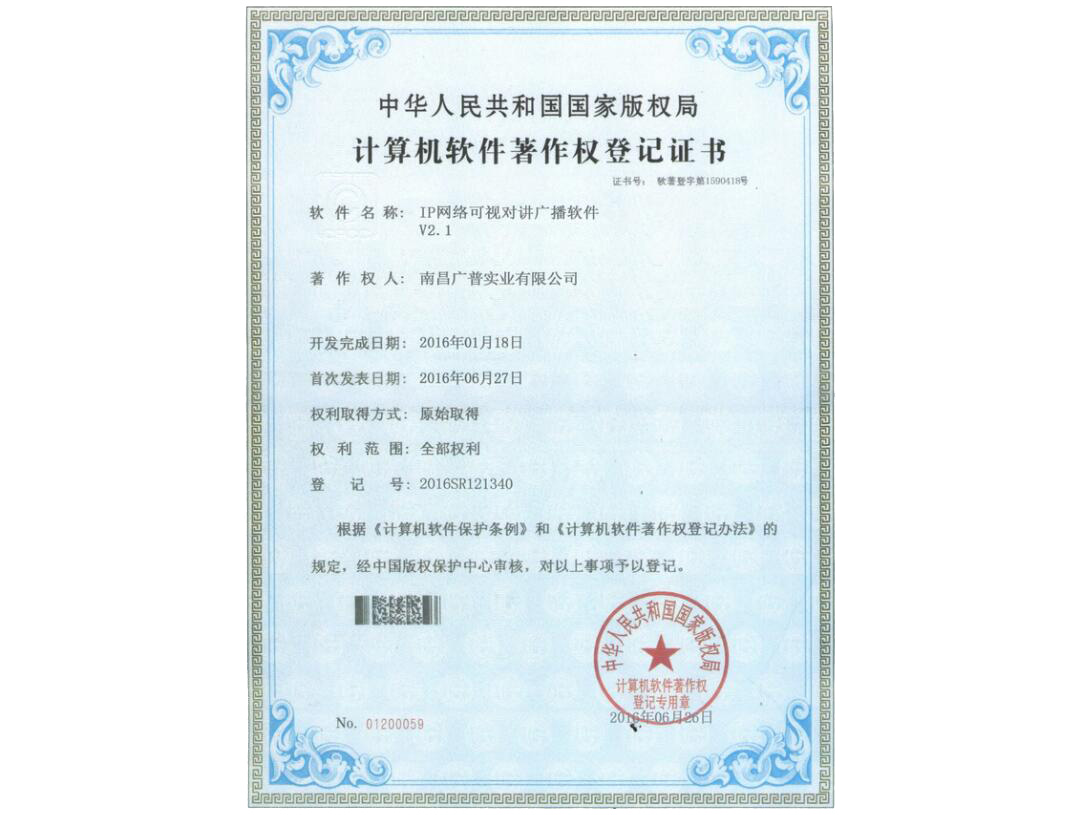 中华人民共和国国家版权局
计算机软件著作权登记证书
证书号： 软著登字第1590418号
软件名称： IP网络可视对讲广播软件
V2.1
著作权人： 南昌广普实业有限公司
开发完成日期： 2016年01月18日
首次发表日期： 2016年06月27日
权利取得方式： 原始取得
权利范围： 全部权利
登记号： 2016SR121340
根据《计算机软件保护条例》和《计算机软件著作权登记办法》的
规定，经中国版权保护中心审核，对以上事项予以登记。
中华人民共和国国家版权局
计算机软件著作权
登记专用章
2016年06月26日
No. 01200059